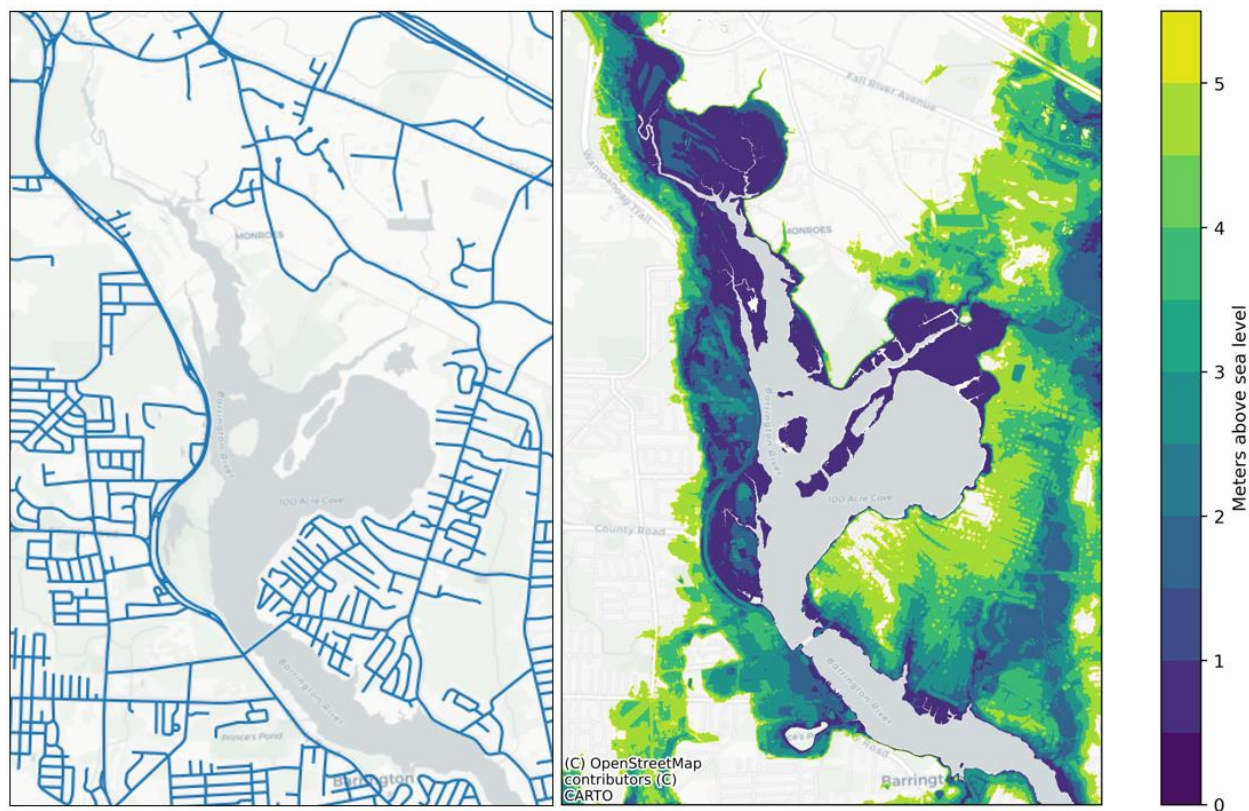 MONROES
Barrington River
100 Acre Cove
Barrington River
Prince's Pond
Barrington
Fall River Avenue
Wampanoag Trail
MONROES
Barrington River
100 Acre Cove
County Road
Barrington River
Road
Barringt
(C) OpenStreetMap
contributors (C)
CARTO
5
4
3
2
1
0
Meters above sea level